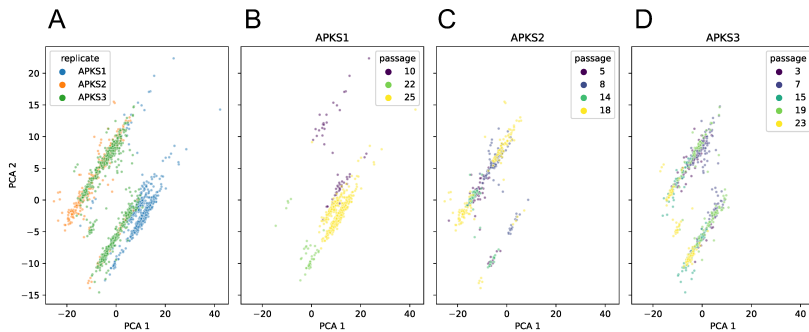 A
B
C
D
APKS1
APKS2
APKS3
replicate
APKS1
APKS2
APKS3
passage
10
22
25
passage
5
8
14
18
passage
3
7
15
19
23
PCA 2
20
15
10
5
0
−5
−10
−15
−20 0 20 40
−20 0 20 40
−20 0 20 40
−20 0 20 40
PCA 1
PCA 1
PCA 1
PCA 1